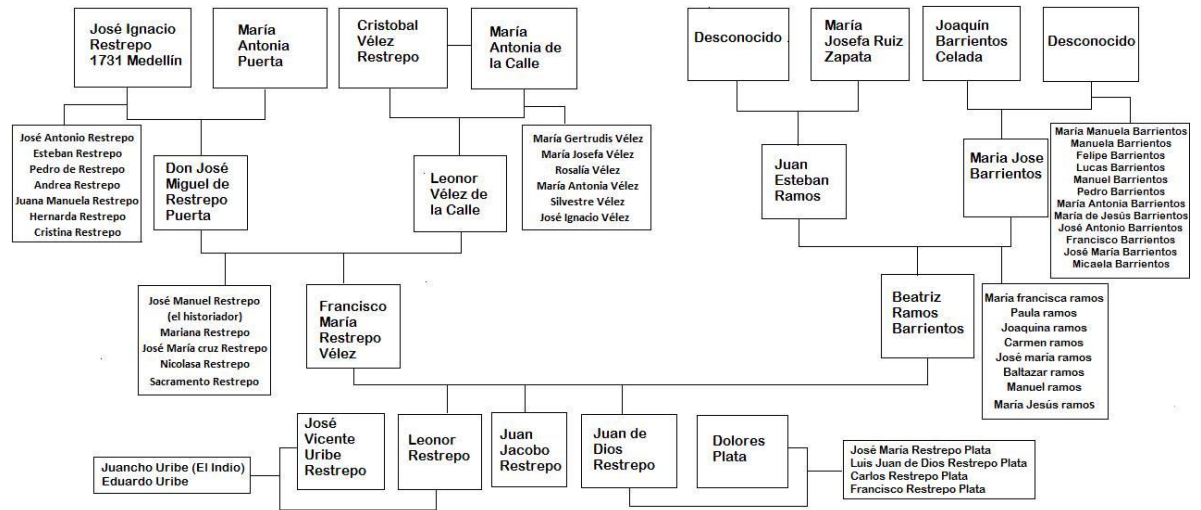 José Ignacio
Restrepo
1731 Medellín
María
Antonia
Puerta
Cristobal
Vélez
Restrepo
María
Antonia de
la Calle
Desconocido
María
Josefa Ruiz
Zapata
Joaquín
Barrientos
Celada
Desconocido
José Antonio Restrepo
Esteban Restrepo
Pedro de Restrepo
Andrea Restrepo
Juana Manuela Restrepo
Hernarda Restrepo
Cristina Restrepo
Don José
Miguel de
Restrepo
Puerta
Leonor
Vélez de
la Calle
María Gertrudis Vélez
María Josefa Vélez
Rosalía Vélez
María Antonia Vélez
Silvestre Vélez
José Ignacio Vélez
Juan
Esteban
Ramos
Maria Jose
Barrientos
María Manuela Barrientos
Manuela Barrientos
Felipe Barrientos
Lucas Barrientos
Manuel Barrientos
Pedro Barrientos
María Antonia Barrientos
María de Jesús Barrientos
José Antonio Barrientos
Francisco Barrientos
José María Barrientos
Micaela Barrientos
José Manuel Restrepo
(el historiador)
Mariana Restrepo
José María cruz Restrepo
Nicolasa Restrepo
Sacramento Restrepo
Francisco
María
Restrepo
Vélez
Beatriz
Ramos
Barrientos
María francisca ramos
Paula ramos
Joaquina ramos
Carmen ramos
José maría ramos
Baltazar ramos
Manuel ramos
María Jesús ramos
José
Vicente
Uribe
Restrepo
Leonor
Restrepo
Juan
Jacobo
Restrepo
Juan de
Dios
Restrepo
Dolores
Plata
Juancho Uribe (El Indio)
Eduardo Uribe
José María Restrepo Plata
Luis Juan de Dios Restrepo Plata
Carlos Restrepo Plata
Francisco Restrepo Plata